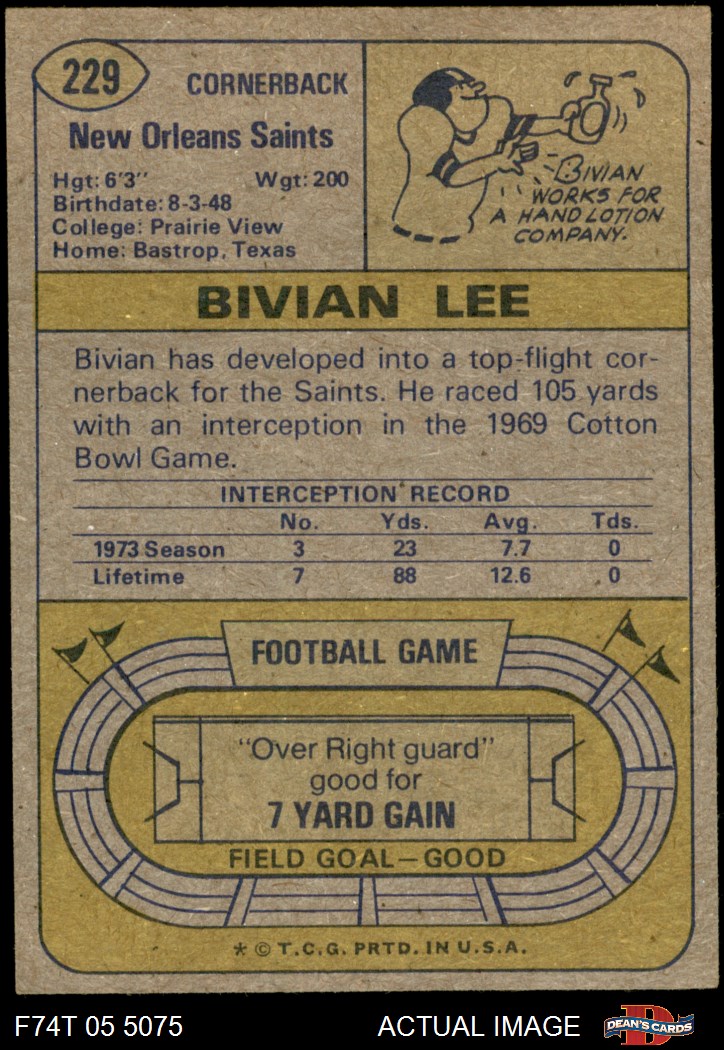 229
CORNERBACK
New Orleans Saints
Hgt: 6'3" Wgt: 200
Birthdate: 8-3-48
College: Prairie View
Home: Bastrop, Texas
BIVIAN
WORKS FOR
A HAND LOTION
COMPANY.
BIVIAN LEE
Bivian has developed into a top-flight cor-
nerback for the Saints. He raced 105 yards
with an interception in the 1969 Cotton
Bowl Game.
INTERCEPTION RECORD
No. Yds. Avg. Tds.
1973 Season 3 23 7.7 0
Lifetime 7 88 12.6 0
FOOTBALL GAME
"Over Right guard"
good for
7 YARD GAIN
FIELD GOAL—GOOD
* © T.C.G. PRTD. IN U.S.A.
F74T 05 5075 ACTUAL IMAGE
D
DEAN'S CARDS